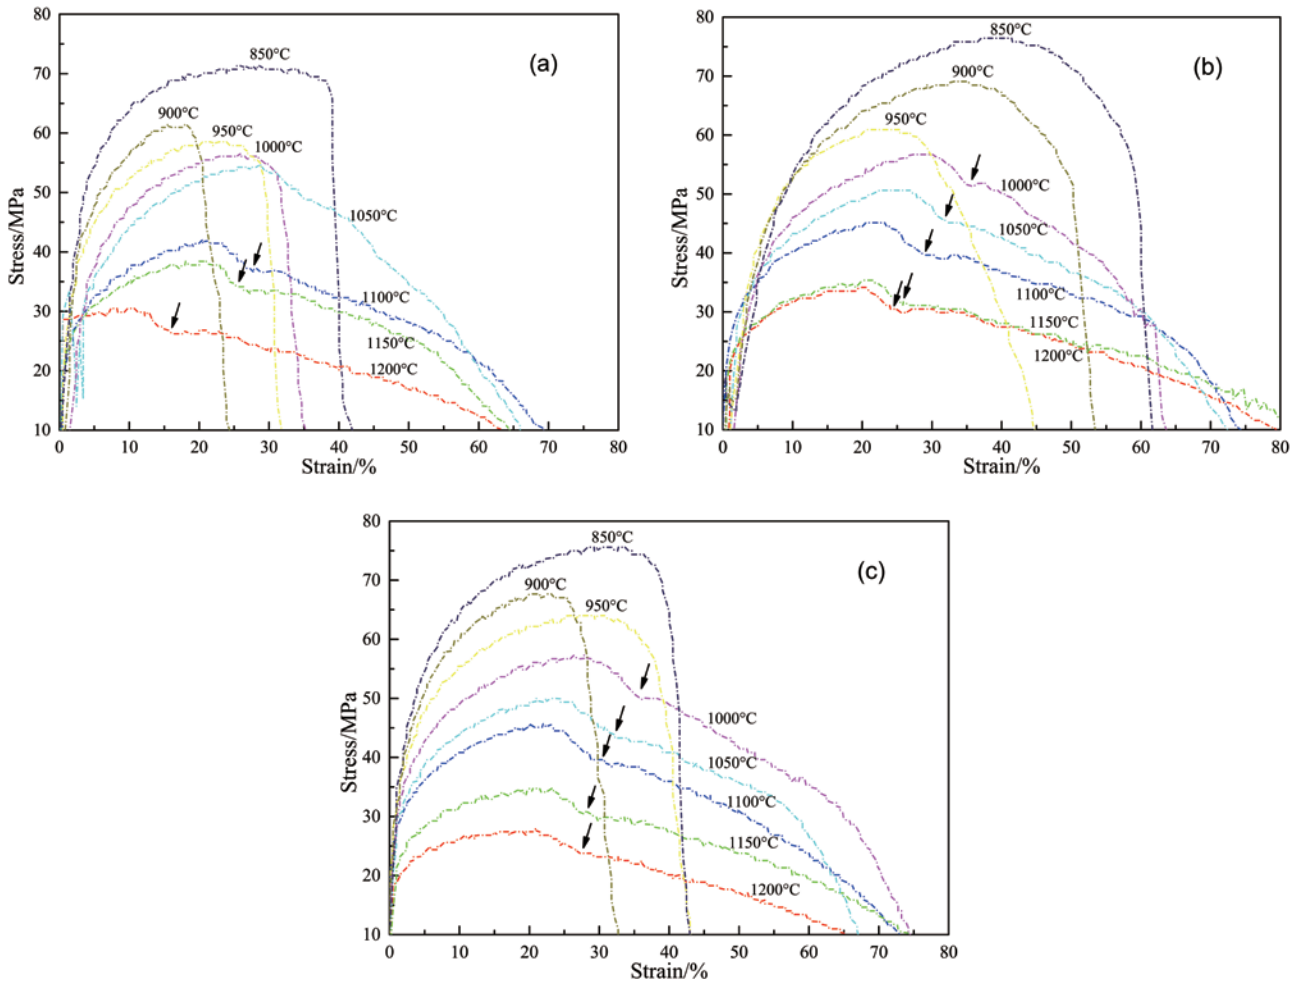 80
70
60
50
40
30
20
10
Stress/MPa
0
10
20
30
40
50
60
70
80
Strain/%
(a)
850°C
900°C
950°C
1000°C
1050°C
1100°C
1150°C
1200°C
80
70
60
50
40
30
20
10
Stress/MPa
0
10
20
30
40
50
60
70
80
Strain/%
(b)
850°C
900°C
950°C
1000°C
1050°C
1100°C
1150°C
1200°C
80
70
60
50
40
30
20
10
Stress/MPa
0
10
20
30
40
50
60
70
80
Strain/%
(c)
850°C
900°C
950°C
1000°C
1050°C
1100°C
1150°C
1200°C